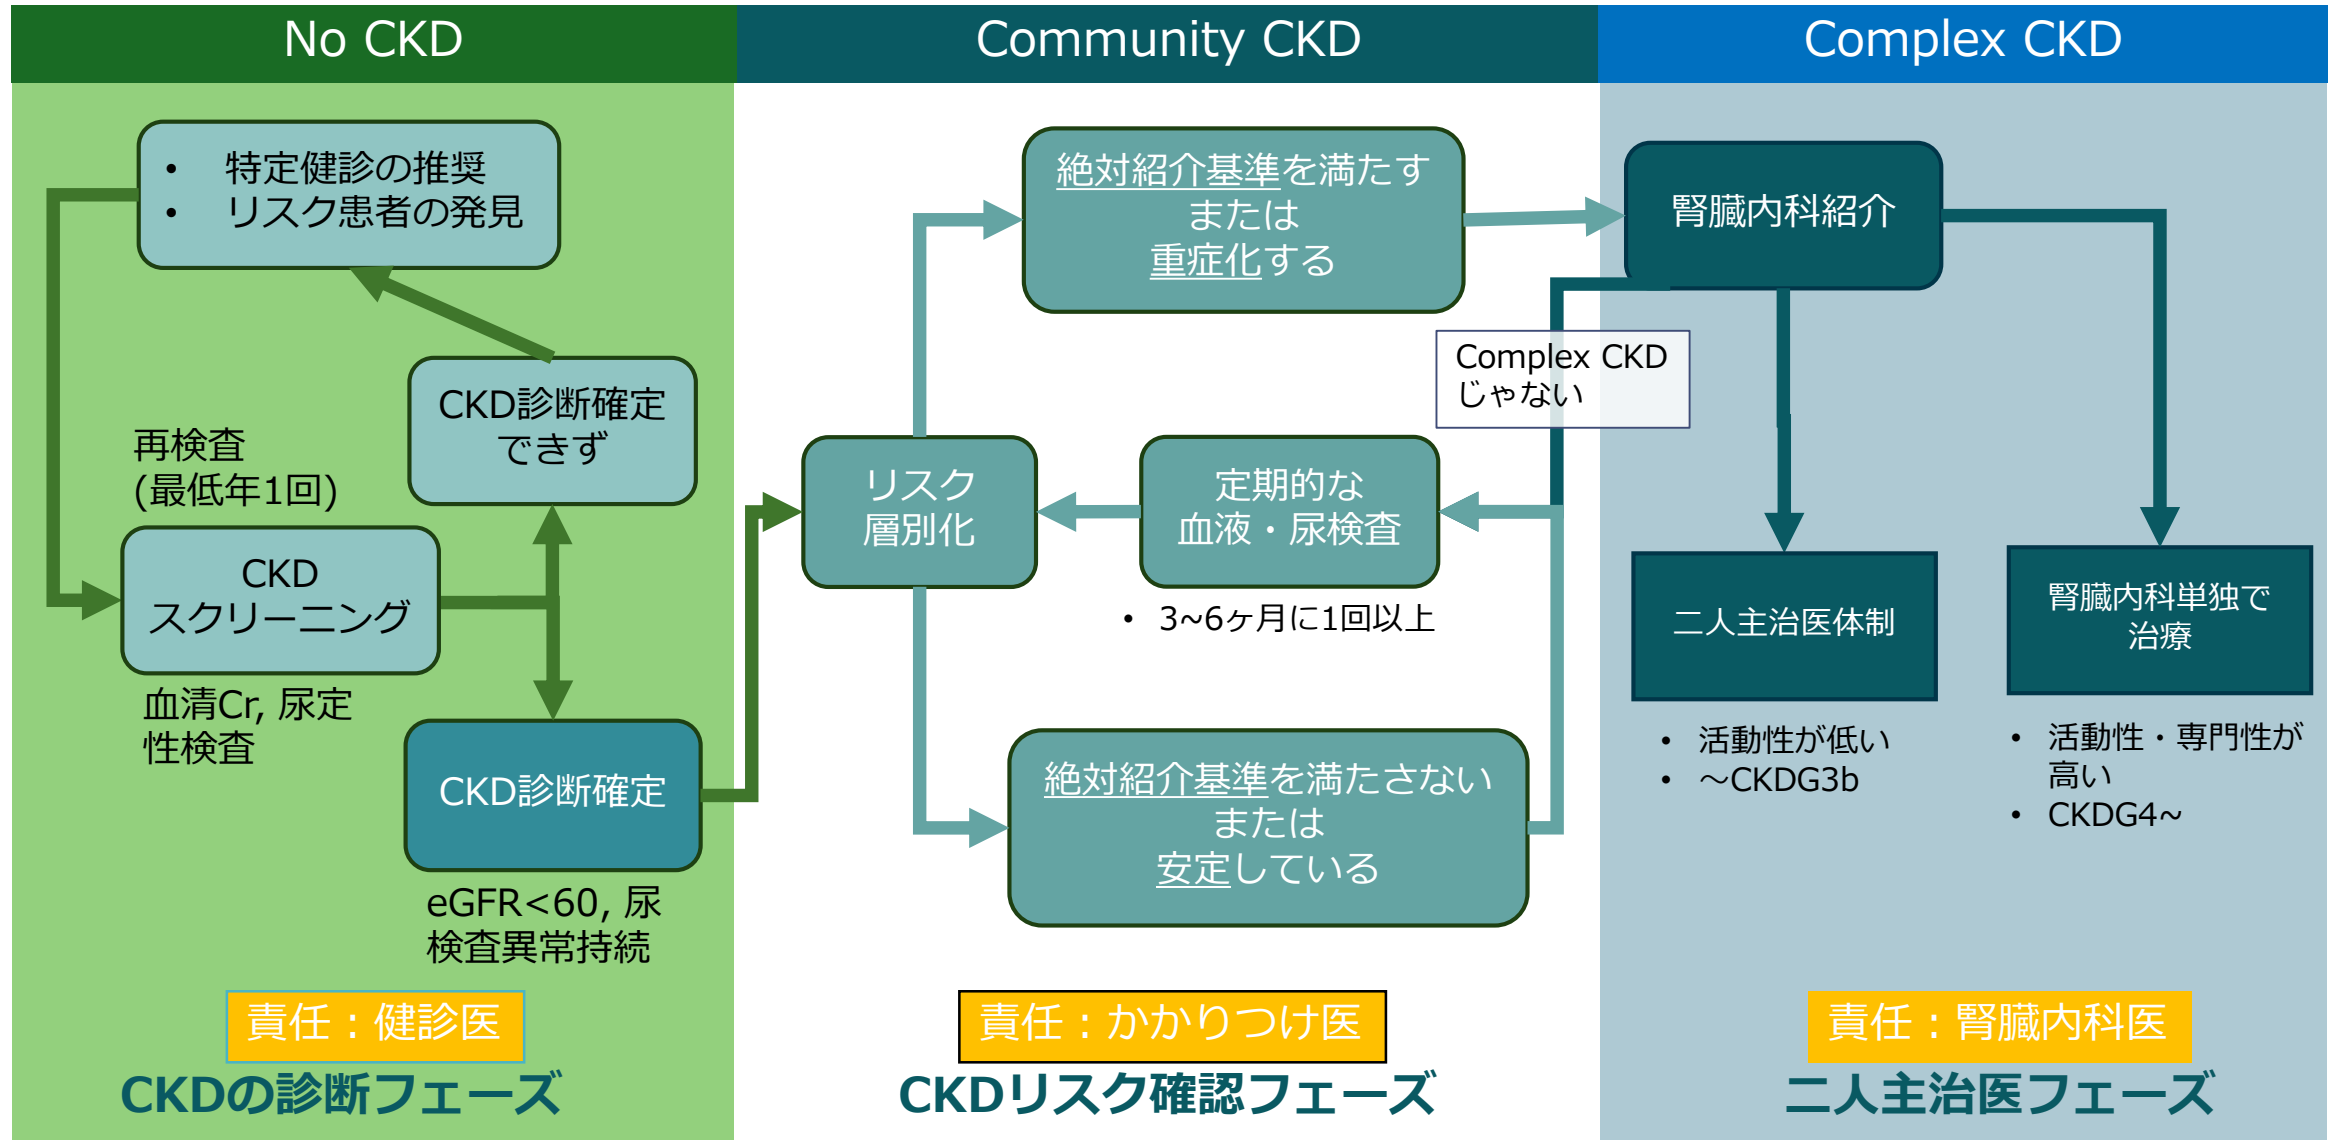 No CKD
Community CKD
Complex CKD
• 特定健診の推奨
• リスク患者の発見
CKD診断確定
できず
再検査
(最低年1回)
CKD
スクリーニング
血清Cr, 尿定
性検査
CKD診断確定
eGFR<60, 尿
検査異常持続
責任：健診医
CKDの診断フェーズ
絶対紹介基準を満たす
または
重症化する
リスク
層別化
定期的な
血液・尿検査
• 3~6ヶ月に1回以上
絶対紹介基準を満たさない
または
安定している
責任：かかりつけ医
CKDリスク確認フェーズ
腎臓内科紹介
Complex CKD
じゃない
二人主治医体制
• 活動性が低い
• ～CKDG3b
腎臓内科単独で
治療
• 活動性・専門性が
高い
• CKDG4~
責任：腎臓内科医
二人主治医フェーズ